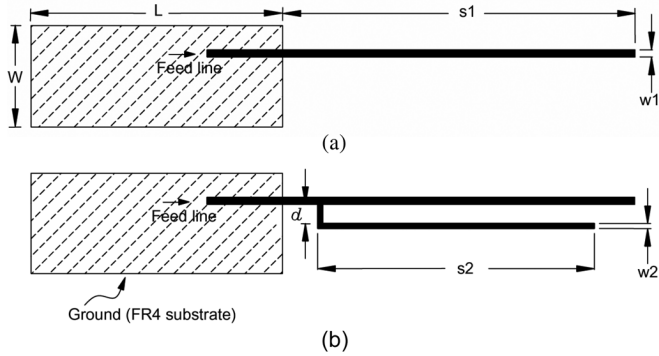 L
s1
W
Feed line
w1
(a)
Feed line
d
s2
w2
Ground (FR4 substrate)
(b)